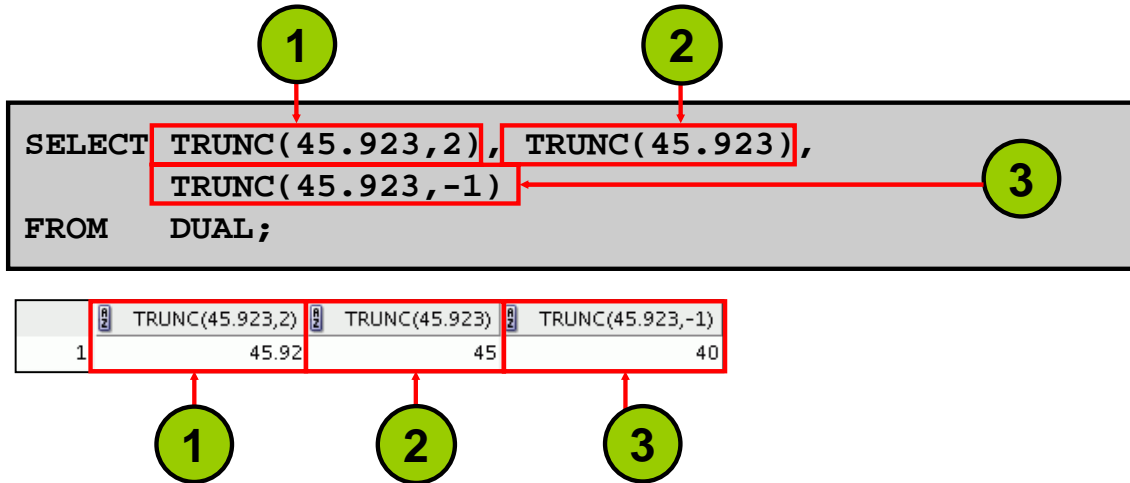 1 2
SELECT TRUNC(45.923,2), TRUNC(45.923),
TRUNC(45.923,-1) 3
FROM DUAL;
TRUNC(45.923,2) TRUNC(45.923) TRUNC(45.923,-1)
1 45.92 45 40
1 2 3